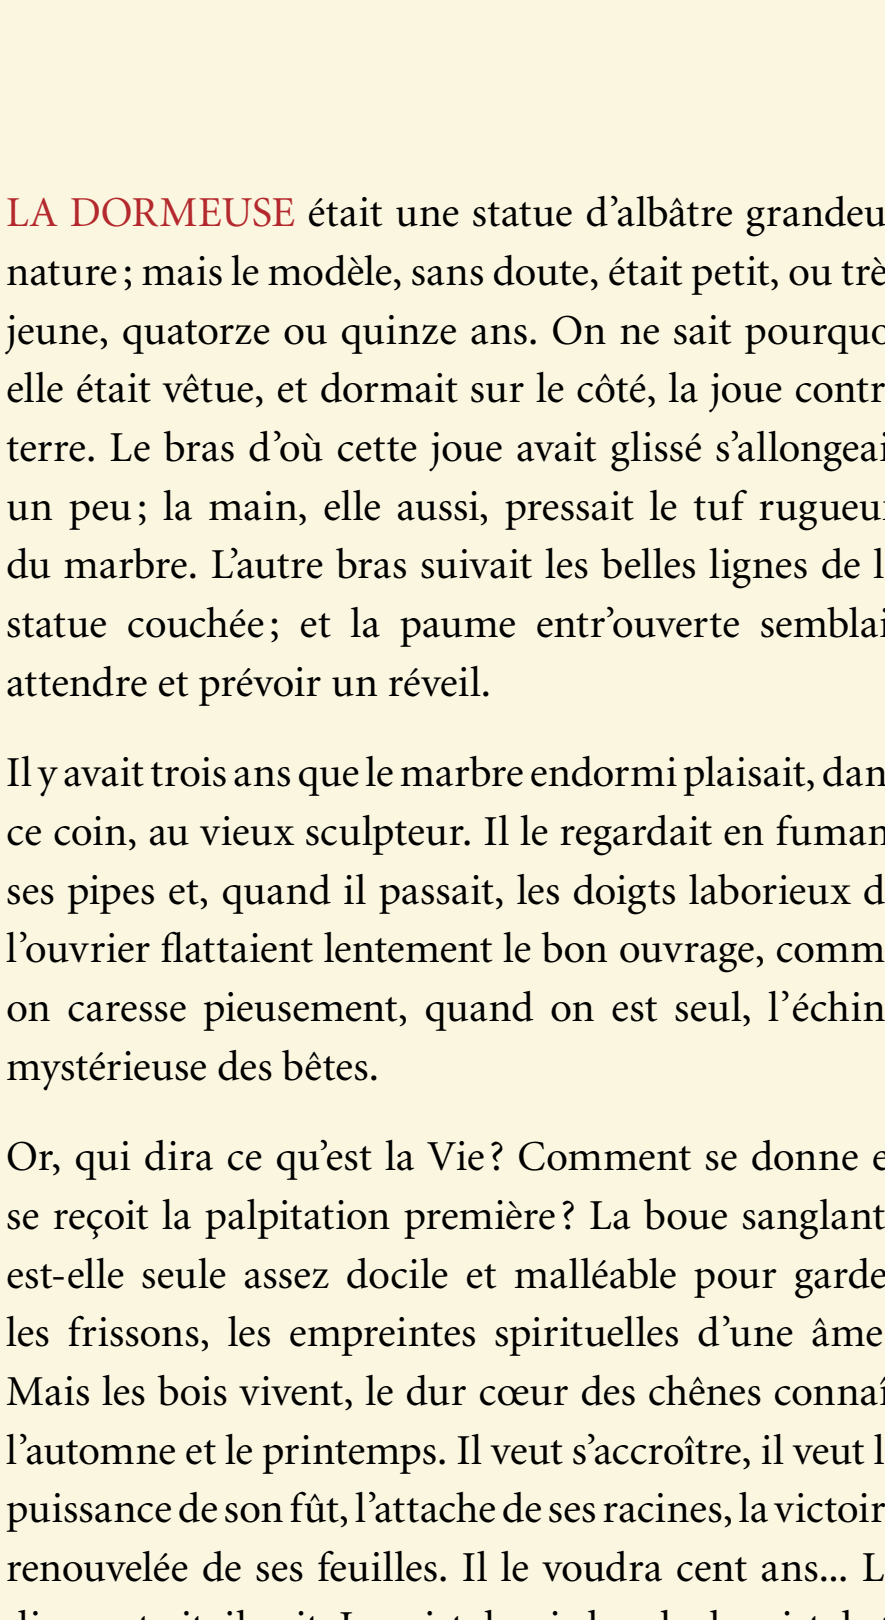 LA DORMEUSE était une statue d’albâtre grandeu
nature ; mais le modèle, sans doute, était petit, ou trè
jeune, quatorze ou quinze ans. On ne sait pourquo
elle était vêtue, et dormait sur le côté, la joue contr
terre. Le bras d’où cette joue avait glissé s’allongeai
un peu ; la main, elle aussi, pressait le tuf rugueu
du marbre. L’autre bras suivait les belles lignes de l
statue couchée ; et la paume entr’ouverte semblai
attendre et prévoir un réveil.
Il y avait trois ans que le marbre endormi plaisait, dan
ce coin, au vieux sculpteur. Il le regardait en fuman
ses pipes et, quand il passait, les doigts laborieux d
l’ouvrier flattaient lentement le bon ouvrage, comm
on caresse pieusement, quand on est seul, l’échin
mystérieuse des bêtes.
Or, qui dira ce qu’est la Vie ? Comment se donne e
se reçoit la palpitation première ? La boue sanglant
est-elle seule assez docile et malléable pour garde
les frissons, les empreintes spirituelles d’une âme
Mais les bois vivent, le dur cœur des chênes connaî
l’automne et le printemps. Il veut s’accroître, il veut l
puissance de son fût, l’attache de ses racines, la victoir
renouvelée de ses feuilles. Il le voudra cent ans... L